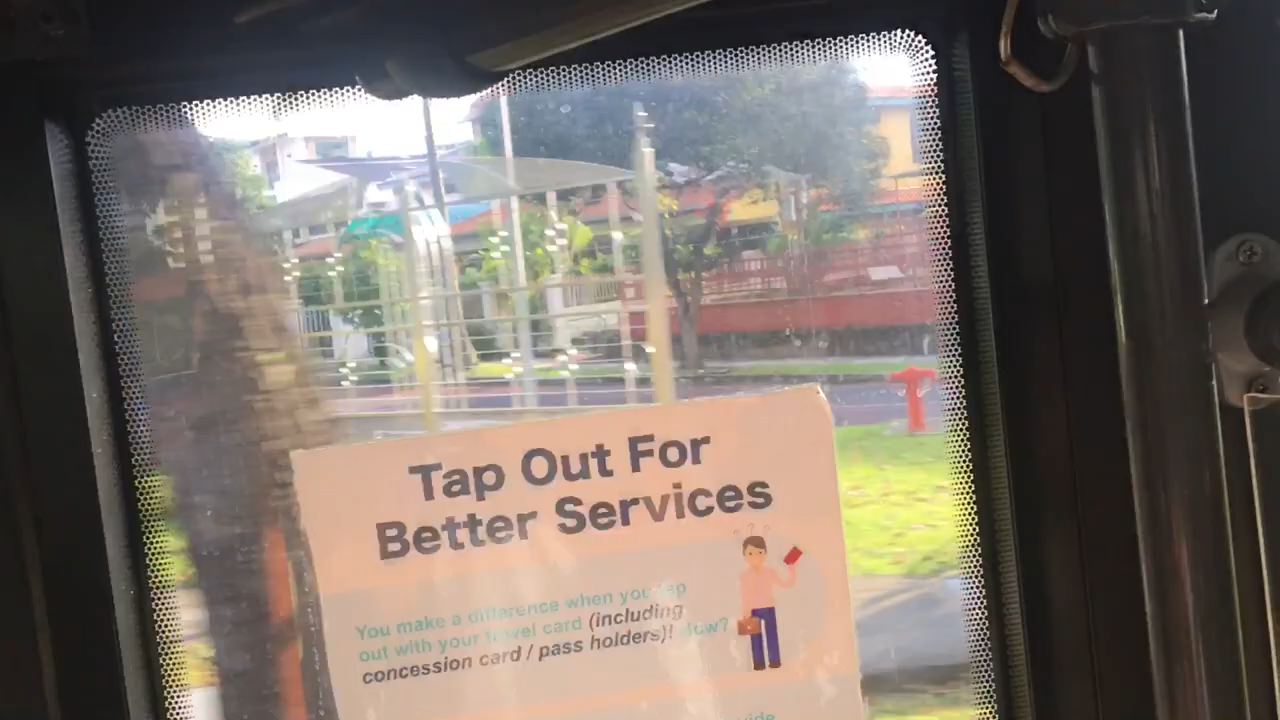 Tap Out For
Better Services
You make a difference when you tap
out with your travel card (including
concession card / pass holders)! How?